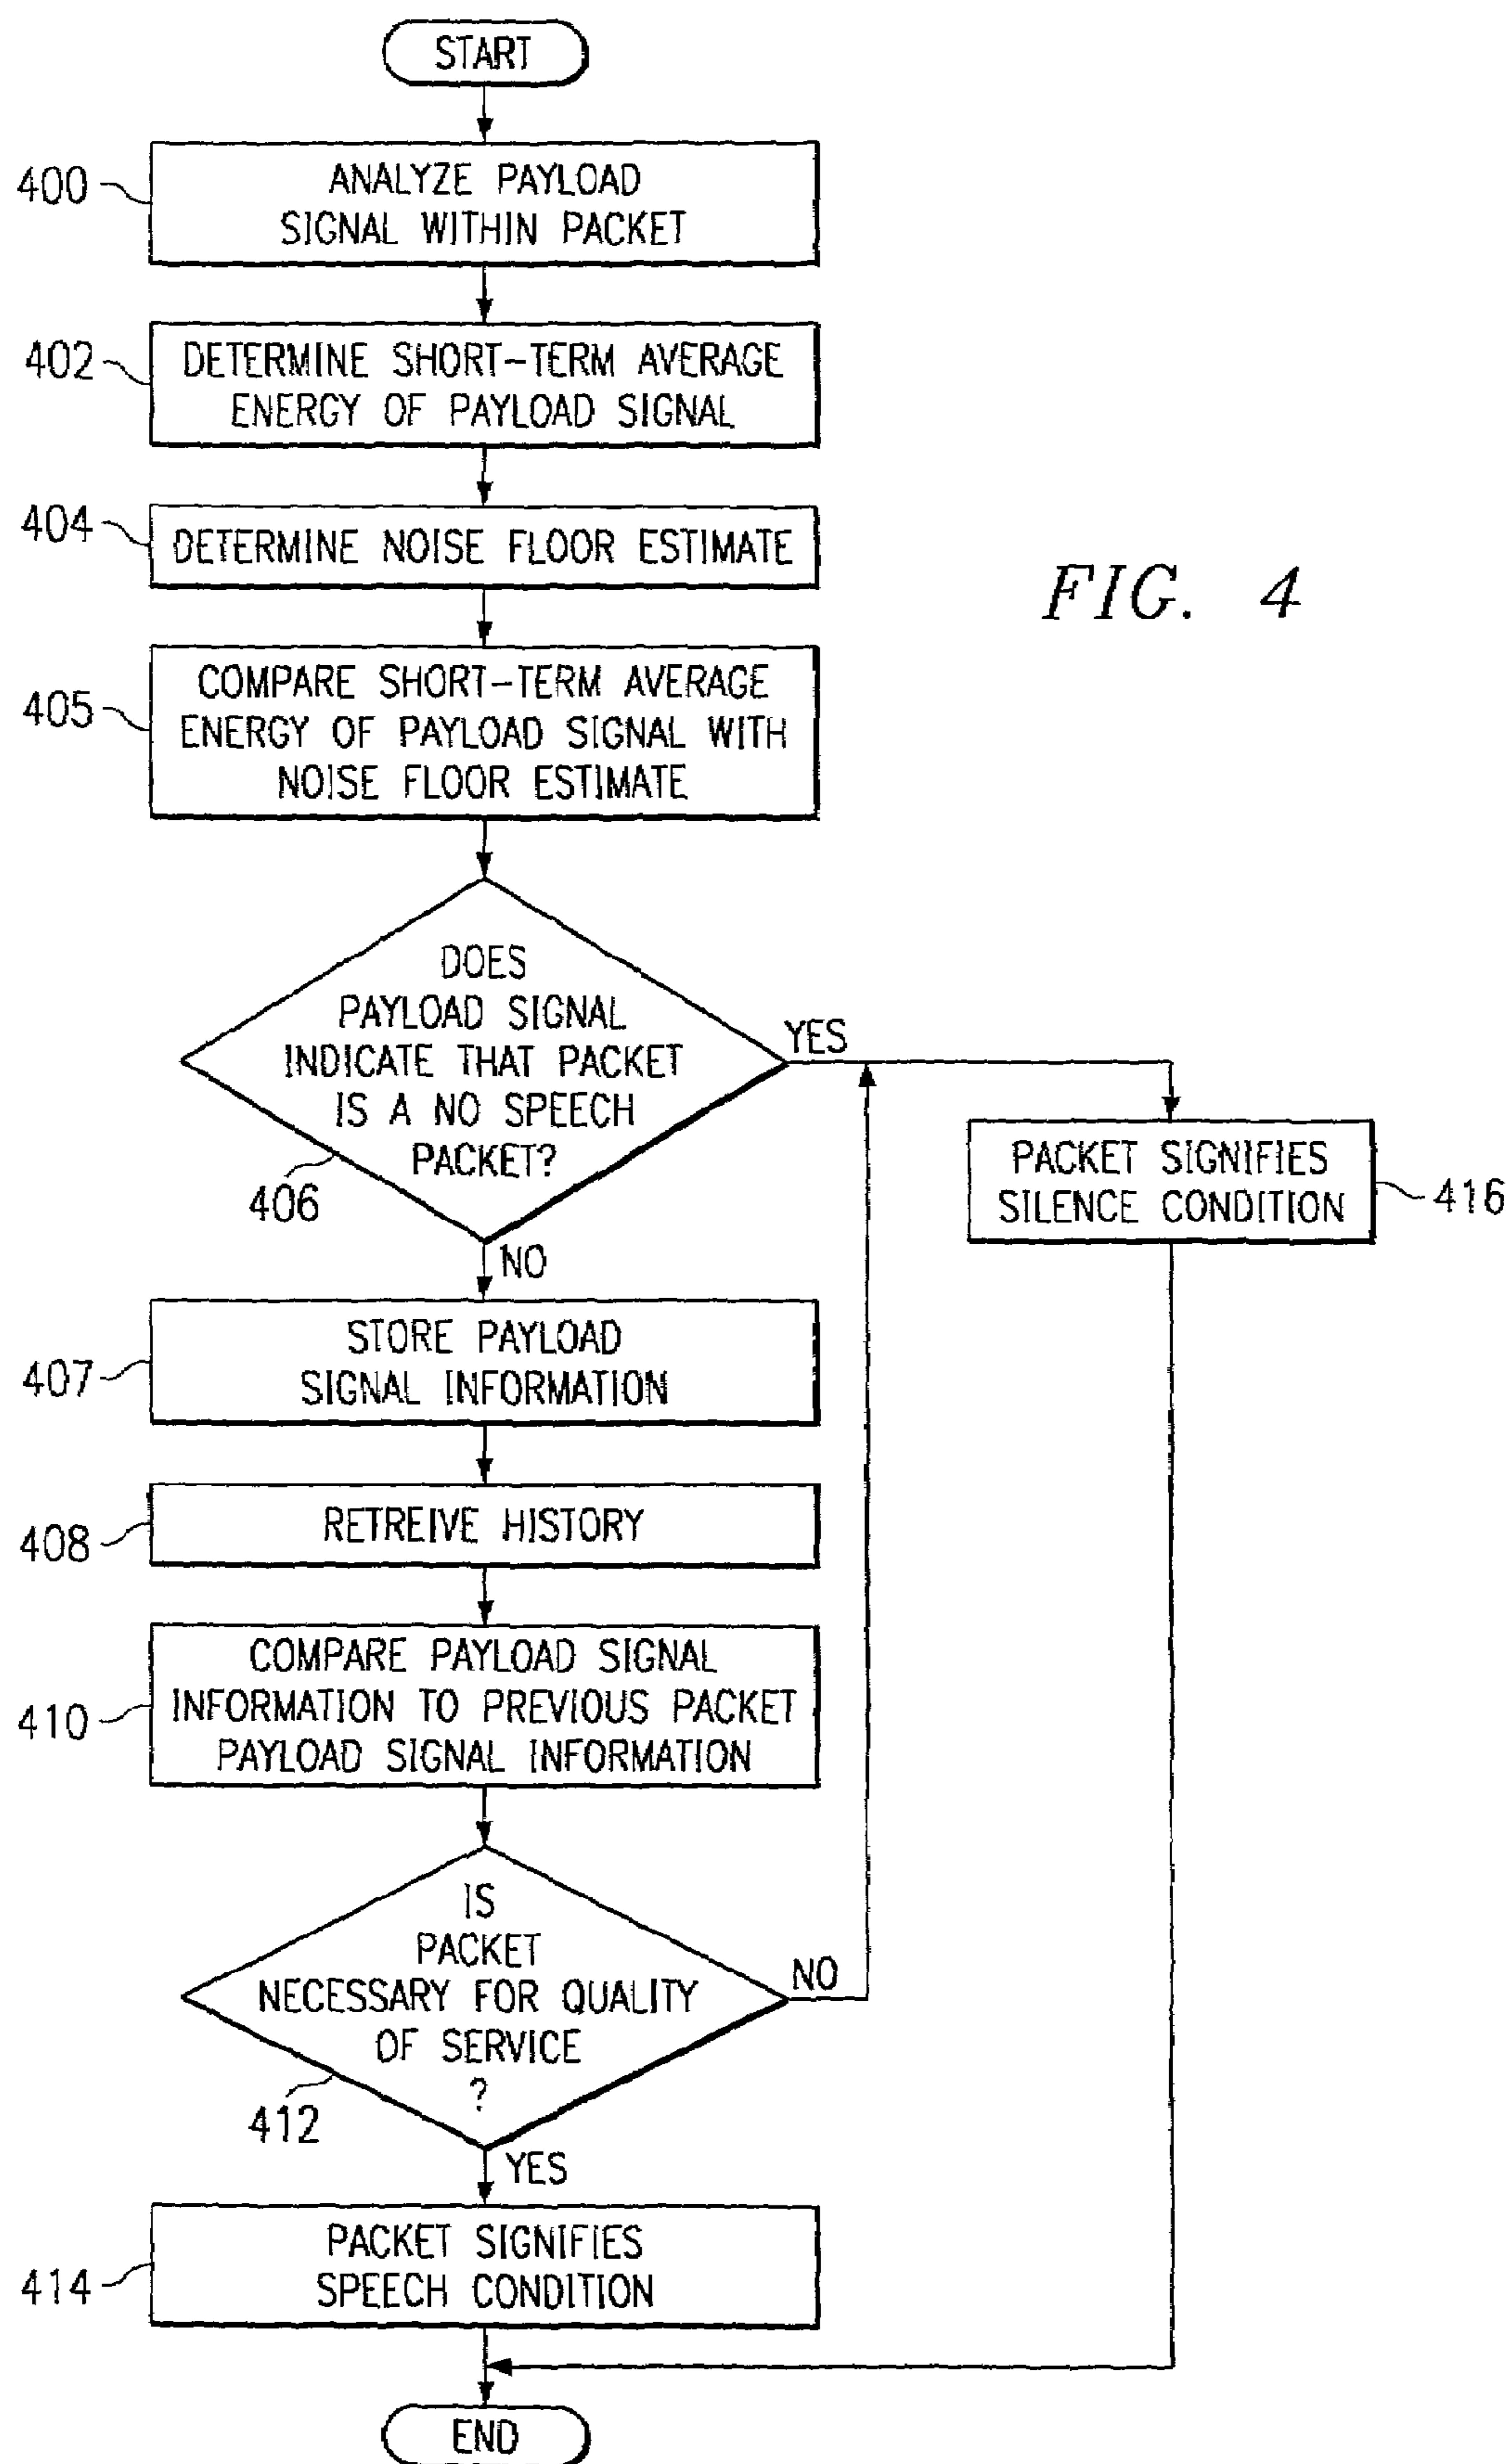 START
400
ANALYZE PAYLOAD
SIGNAL WITHIN PACKET
402
DETERMINE SHORT-TERM AVERAGE
ENERGY OF PAYLOAD SIGNAL
404
DETERMINE NOISE FLOOR ESTIMATE
FIG. 4
405
COMPARE SHORT-TERM AVERAGE
ENERGY OF PAYLOAD SIGNAL WITH
NOISE FLOOR ESTIMATE
DOES
PAYLOAD SIGNAL
INDICATE THAT PACKET
IS A NO SPEECH
PACKET?
406
YES
PACKET SIGNIFIES
SILENCE CONDITION
416
NO
407
STORE PAYLOAD
SIGNAL INFORMATION
408
RETREIVE HISTORY
410
COMPARE PAYLOAD SIGNAL
INFORMATION TO PREVIOUS PACKET
PAYLOAD SIGNAL INFORMATION
IS
PACKET
NECESSARY FOR QUALITY
OF SERVICE
?
412
NO
YES
414
PACKET SIGNIFIES
SPEECH CONDITION
END